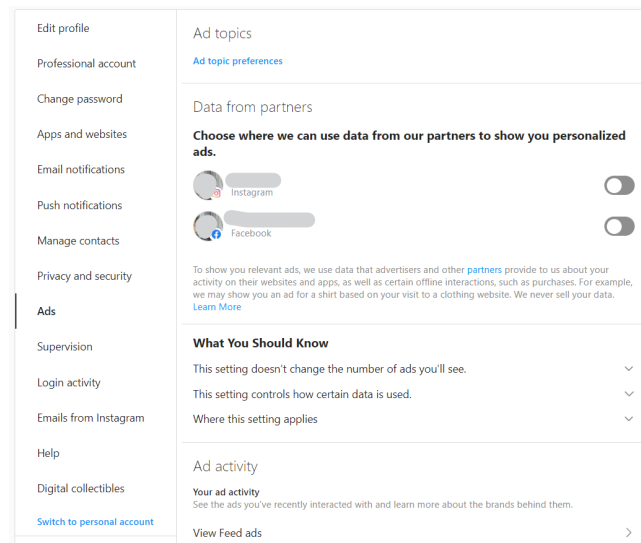 Edit profile
Professional account
Change password
Apps and websites
Email notifications
Push notifications
Manage contacts
Privacy and security
Ads
Supervision
Login activity
Emails from Instagram
Help
Digital collectibles
Switch to personal account
Ad topics
Ad topic preferences
Data from partners
Choose where we can use data from our partners to show you personalized
ads.
Instagram
Facebook
To show you relevant ads, we use data that advertisers and other partners provide to us about your
activity on their websites and apps, as well as certain offline interactions, such as purchases. For example,
we may show you an ad for a shirt based on your visit to a clothing website. We never sell your data.
Learn More
What You Should Know
This setting doesn't change the number of ads you'll see.
This setting controls how certain data is used.
Where this setting applies
Ad activity
Your ad activity
See the ads you've recently interacted with and learn more about the brands behind them.
View Feed ads